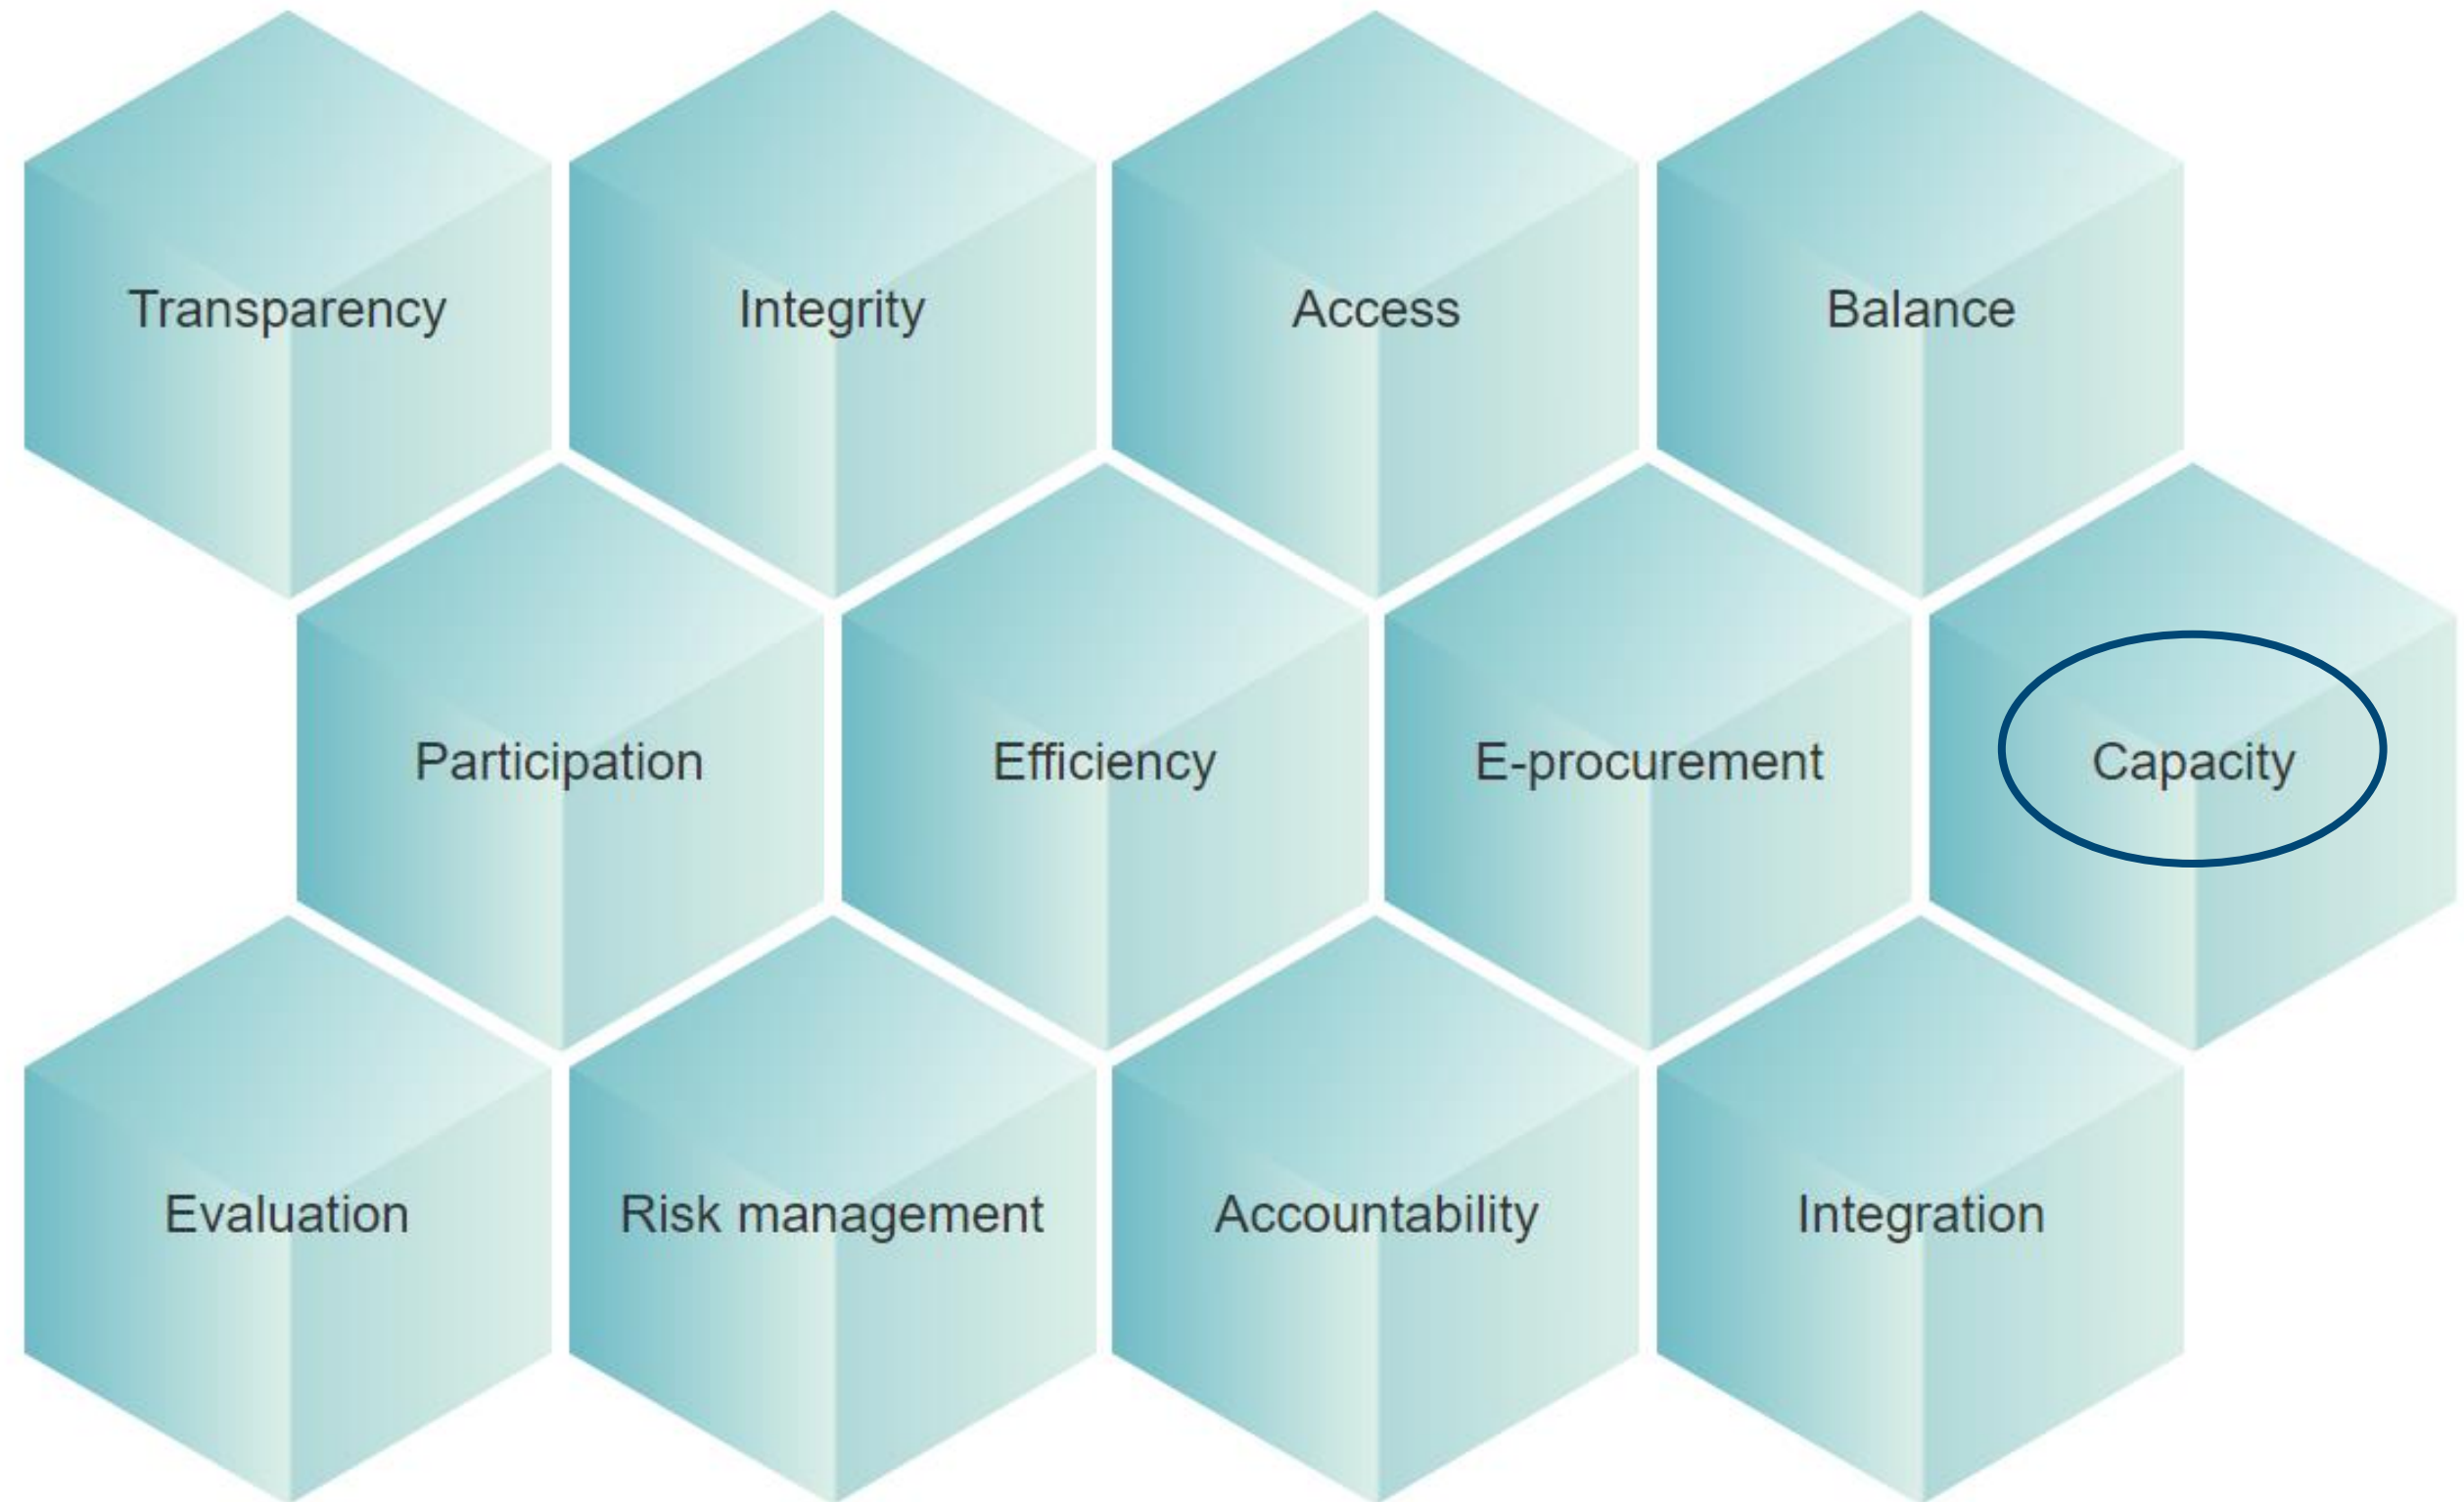 Transparency
Integrity
Access
Balance
Participation
Efficiency
E-procurement
Capacity
Evaluation
Risk management
Accountability
Integration